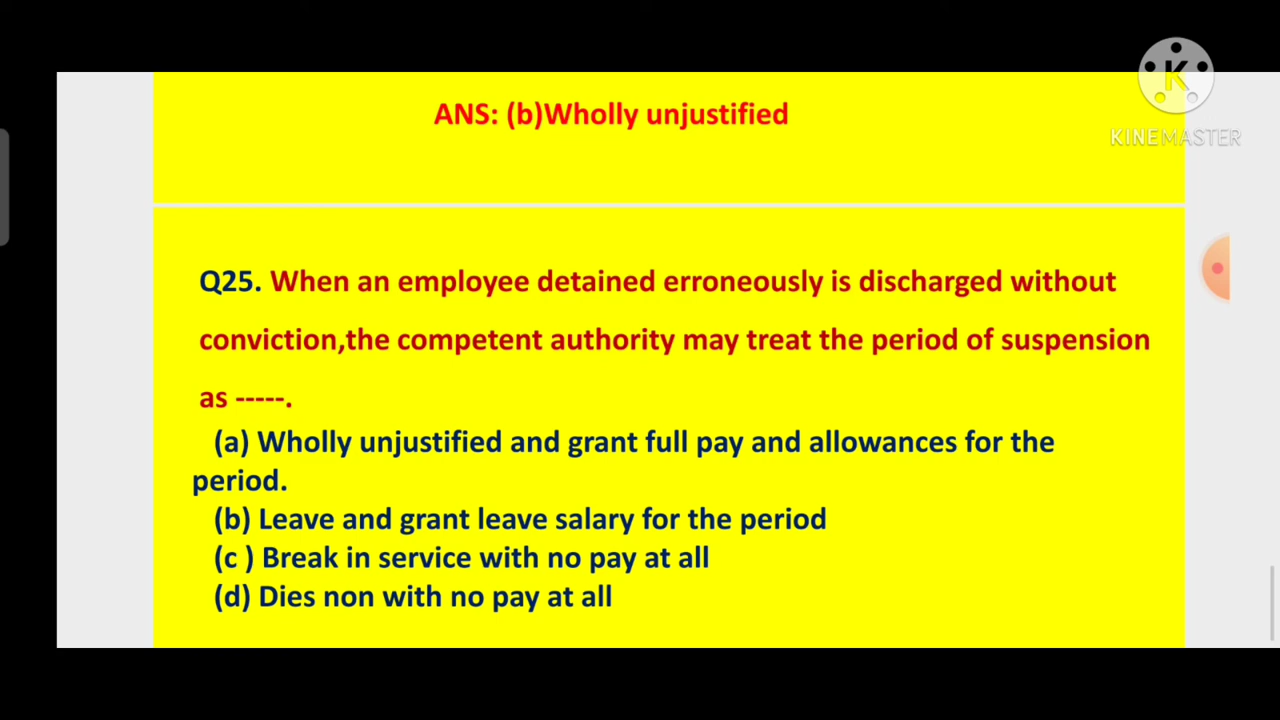 K
KINEMASTER
ANS: (b)Wholly unjustified
Q25. When an employee detained erroneously is discharged without
conviction,the competent authority may treat the period of suspension
as -----.
(a) Wholly unjustified and grant full pay and allowances for the
period.
(b) Leave and grant leave salary for the period
(c ) Break in service with no pay at all
(d) Dies non with no pay at all